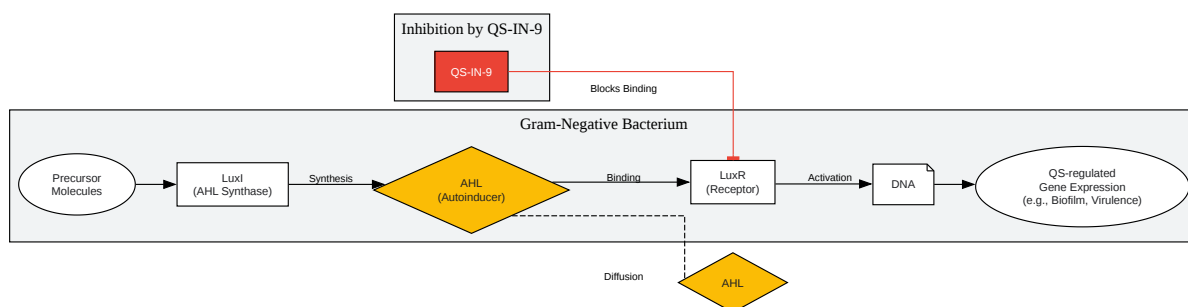 Inhibition by QS-IN-9
QS-IN-9
Blocks Binding
Gram-Negative Bacterium
Precursor
Molecules
LuxI
(AHL Synthase)
Synthesis
AHL
(Autoinducer)
Binding
LuxR
(Receptor)
Activation
DNA
QS-regulated
Gene Expression
(e.g., Biofilm, Virulence)
Diffusion
AHL